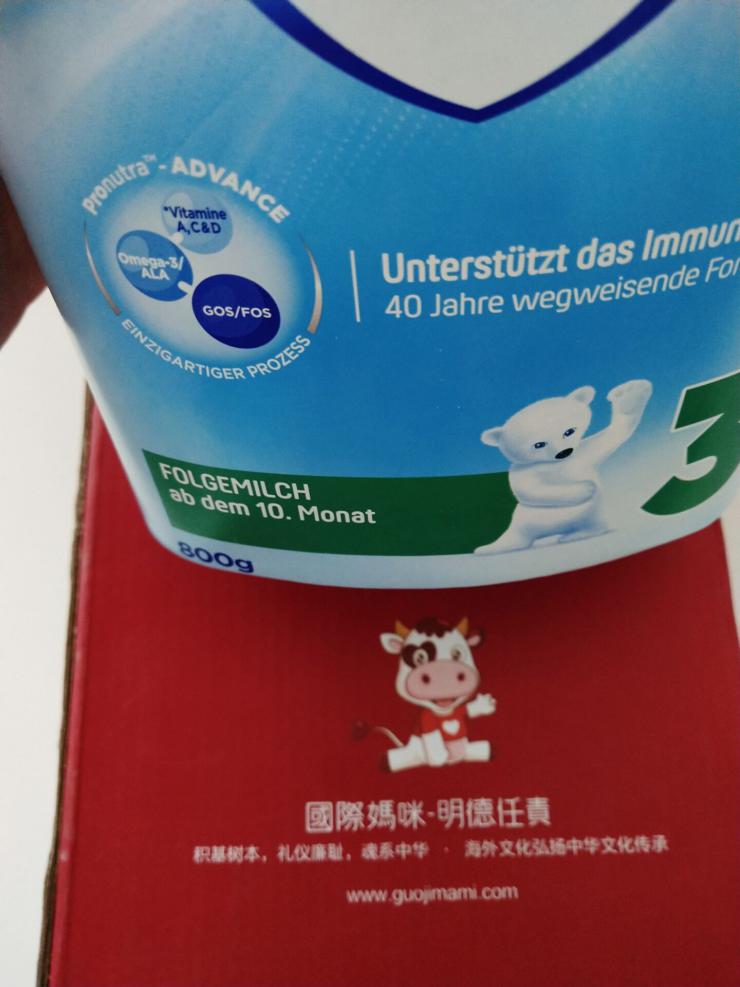 pronutra™-ADVANCE
*Vitamine
A,C&D
Omega-3/
ALA
GOS/FOS
EINZIGARTIGER PROZESS
Unterstützt das
40 Jahre wegweisende
3
FOLGEMILCH
ab dem 10. Monat
800g
國際媽咪-明德任責
积基树本，礼仪廉耻，魂系中华 · 海外文化弘扬中华文化传承
www.guojimami.com